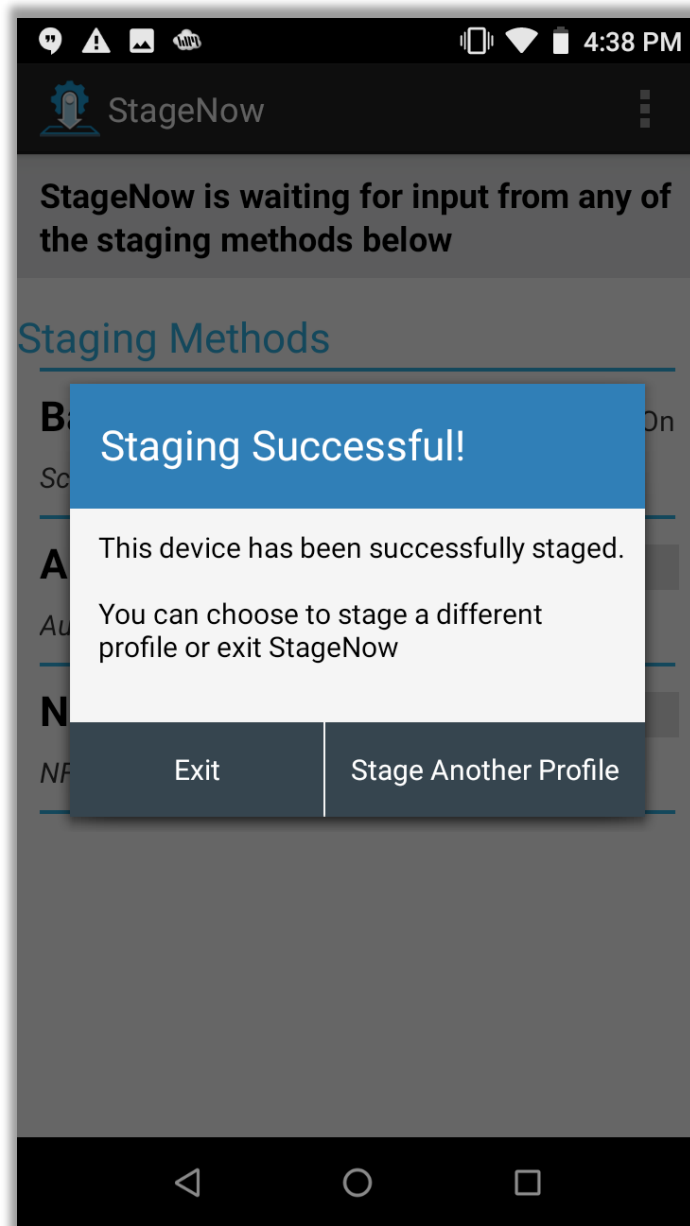 4:38 PM
StageNow
StageNow is waiting for input from any of
the staging methods below
Staging Methods
On
Staging Successful!
This device has been successfully staged.
You can choose to stage a different
profile or exit StageNow
Exit
Stage Another Profile